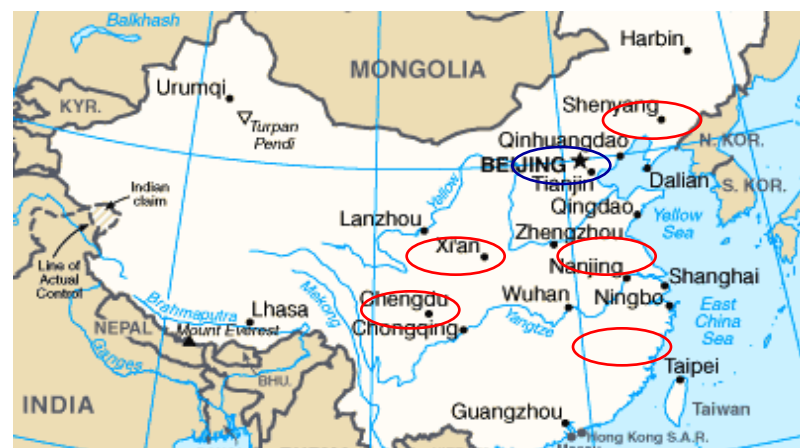 Balkhash
Harbin
MONGOLIA
Urumqi
KYR.
Shenyang
Turpan
Pendi
N. KOR.
Qinhuangdao
BEIJING
Tianjin
Dalian
S. KOR.
Indian
claim
Yellow
Qingdao
Lanzhou
Yellow
Sea
Zhengzhou
Xi'an
Line of
Actual
Control
Nanjing
Shanghai
Mekong
Chengdu
Wuhan
Ningbo
Brahmaputra
Lhasa
East
China
Sea
NEPAL
Mount Everest
Chongqing
Yangtze
Ganges
Taipei
BHU.
INDIA
Guangzhou
Taiwan
Hong Kong S.A.R.